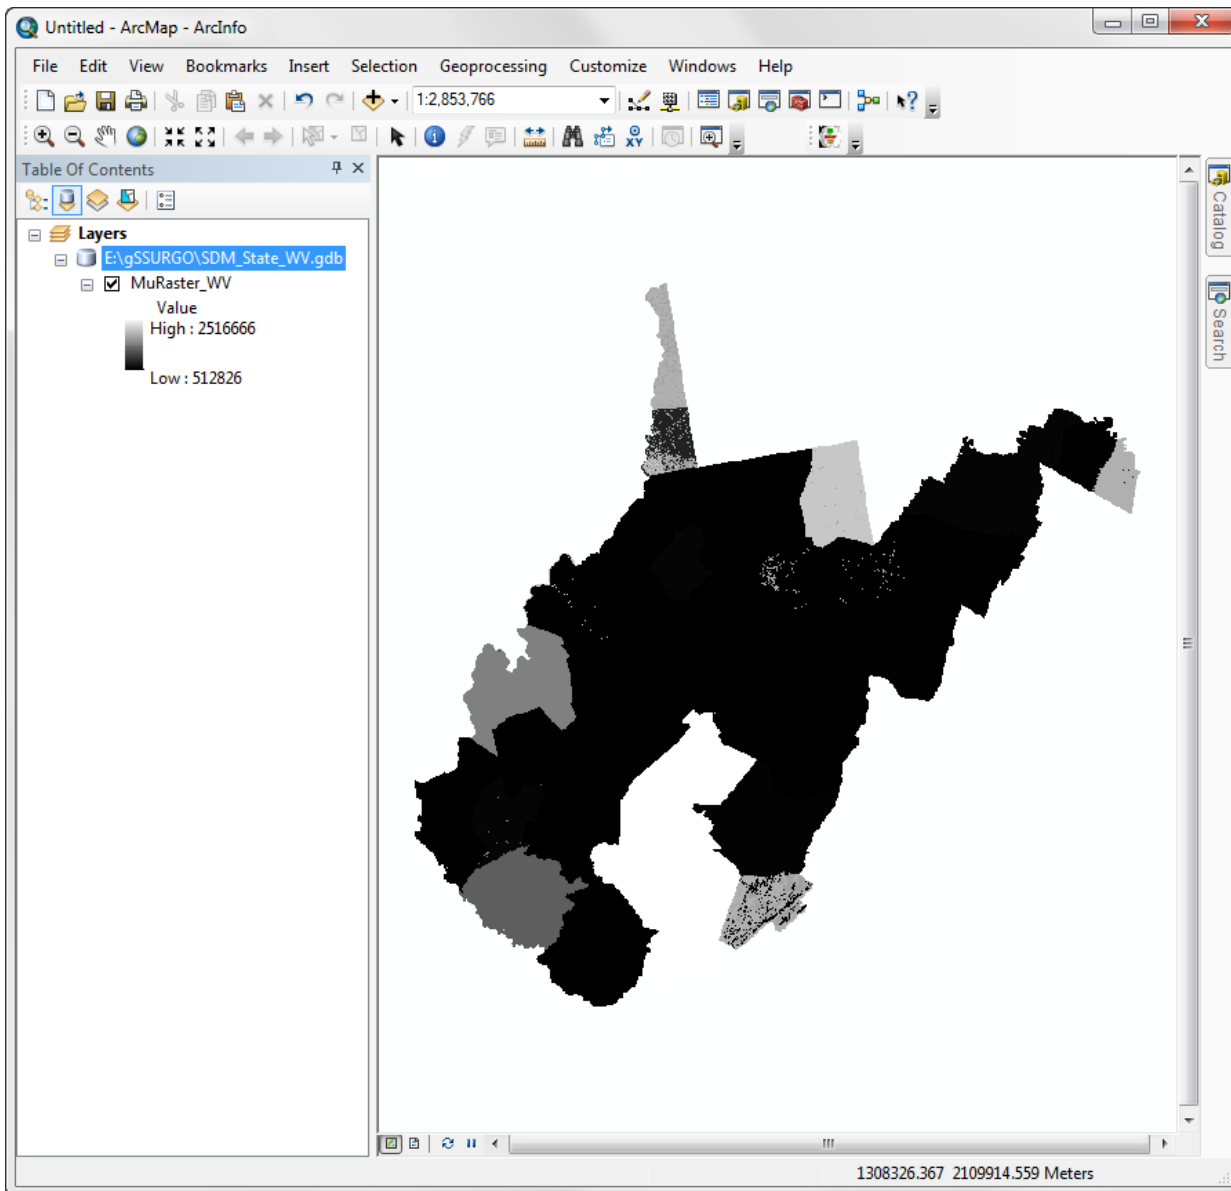 Untitled - ArcMap - ArcInfo
File Edit View Bookmarks Insert Selection Geoprocessing Customize Windows Help
1:2,853,766
XY
Table Of Contents
Layers
E:\gSSURGO\SDM_State_WV.gdb
MuRaster_WV
Value
High : 2516666
Low : 512826
Catalog
Search
1308326.367 2109914.559 Meters